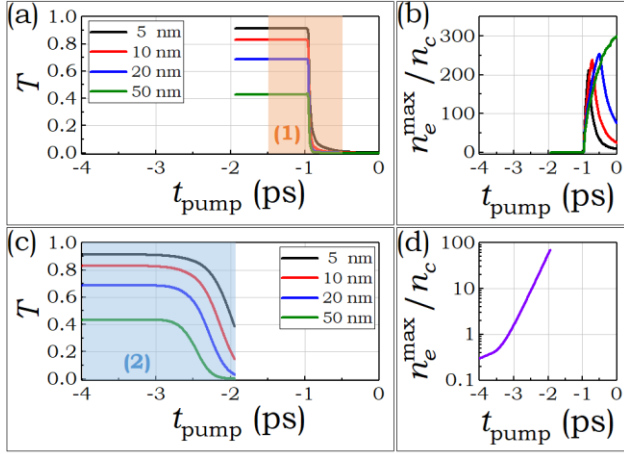 (a)
1.0
0.8
0.6
0.4
0.2
0.0
T
5 nm
10 nm
20 nm
50 nm
(1)
-4 -3 -2 -1 0
t_pump (ps)
(b)
300
200
100
0
n_e^max / n_c
-4 -3 -2 -1 0
t_pump (ps)
(c)
1.0
0.8
0.6
0.4
0.2
0.0
T
5 nm
10 nm
20 nm
50 nm
(2)
-4 -3 -2 -1 0
t_pump (ps)
(d)
100
10
1
0.1
n_e^max / n_c
-4 -3 -2 -1 0
t_pump (ps)